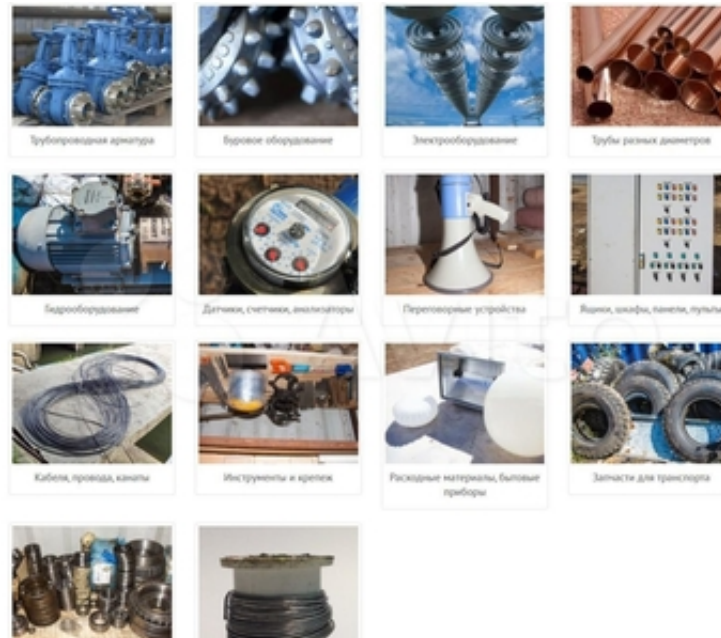 Трубопроводная арматура
Буровое оборудование
Электрооборудование
Трубы разных диаметров
Гидрооборудование
Датчики, счетчики, анализаторы
Переговорные устройства
Ящики, шкафы, панели, пульты
Кабеля, провода, канаты
Инструменты и крепеж
Расходные материалы, бытовые
приборы
Запчасти для транспорта
Avito